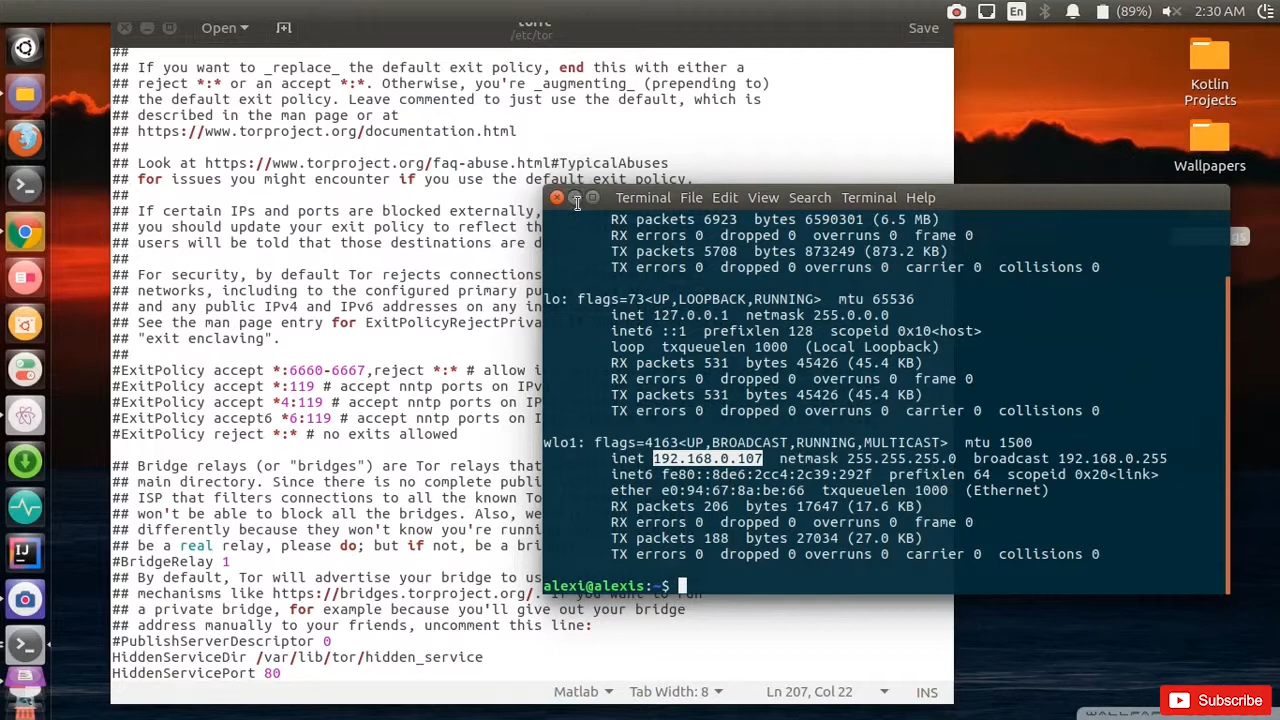 En
(89%)
2:30 AM
Open
torrc
/etc/tor
Save
##
## If you want to _replace_ the default exit policy, end this with either a
## reject *:* or an accept *:*. Otherwise, you're _augmenting_ (prepending to)
## the default exit policy. Leave commented to just use the default, which is
## described in the man page or at
## https://www.torproject.org/documentation.html
##
## Look at https://www.torproject.org/faq-abuse.html#TypicalAbuses
## for issues you might encounter if you use the default exit policy.
##
## If certain IPs and ports are blocked externally,
## you should update your exit policy to reflect th
## users will be told that those destinations are d
##
## For security, by default Tor rejects connections
## networks, including to the configured primary pu
## and any public IPv4 and IPv6 addresses on any in
## See the man page entry for ExitPolicyRejectPriva
## "exit enclaving".
##
#ExitPolicy accept *:6660-6667,reject *:* # allow i
#ExitPolicy accept *:119 # accept nntp ports on IPv
#ExitPolicy accept *4:119 # accept nntp ports on IP
#ExitPolicy accept6 *6:119 # accept nntp ports on I
#ExitPolicy reject *:* # no exits allowed
## Bridge relays (or "bridges") are Tor relays that
## main directory. Since there is no complete publi
## ISP that filters connections to all the known To
## won't be able to block all the bridges. Also, we
## differently because they won't know you're runni
## be a real relay, please do; but if not, be a bri
#BridgeRelay 1
## By default, Tor will advertise your bridge to us
## mechanisms like https://bridges.torproject.org/. If you want to run
## a private bridge, for example because you'll give out your bridge
## address manually to your friends, uncomment this line:
#PublishServerDescriptor 0
HiddenServiceDir /var/lib/tor/hidden_service
HiddenServicePort 80
Matlab
Tab Width: 8
Ln 207, Col 22
INS
Terminal File Edit View Search Terminal Help
RX packets 6923 bytes 6590301 (6.5 MB)
RX errors 0 dropped 0 overruns 0 frame 0
TX packets 5708 bytes 873249 (873.2 KB)
TX errors 0 dropped 0 overruns 0 carrier 0 collisions 0
lo: flags=73<UP,LOOPBACK,RUNNING> mtu 65536
inet 127.0.0.1 netmask 255.0.0.0
inet6 ::1 prefixlen 128 scopeid 0x10<host>
loop txqueuelen 1000 (Local Loopback)
RX packets 531 bytes 45426 (45.4 KB)
RX errors 0 dropped 0 overruns 0 frame 0
TX packets 531 bytes 45426 (45.4 KB)
TX errors 0 dropped 0 overruns 0 carrier 0 collisions 0
wlo1: flags=4163<UP,BROADCAST,RUNNING,MULTICAST> mtu 1500
inet 192.168.0.107 netmask 255.255.255.0 broadcast 192.168.0.255
inet6 fe80::8de6:2cc4:2c39:292f prefixlen 64 scopeid 0x20<link>
ether e0:94:67:8a:be:66 txqueuelen 1000 (Ethernet)
RX packets 206 bytes 17647 (17.6 KB)
RX errors 0 dropped 0 overruns 0 frame 0
TX packets 188 bytes 27034 (27.0 KB)
TX errors 0 dropped 0 overruns 0 carrier 0 collisions 0
alexi@alexis:~$
Kotlin
Projects
Wallpapers
Subscribe